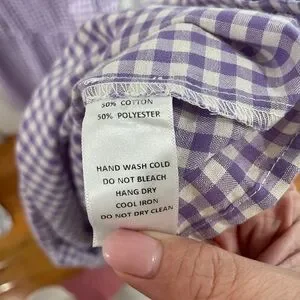 50% COTTON
50% POLYESTER
HAND WASH COLD
DO NOT BLEACH
HANG DRY
COOL IRON
DO NOT DRY CLEAN